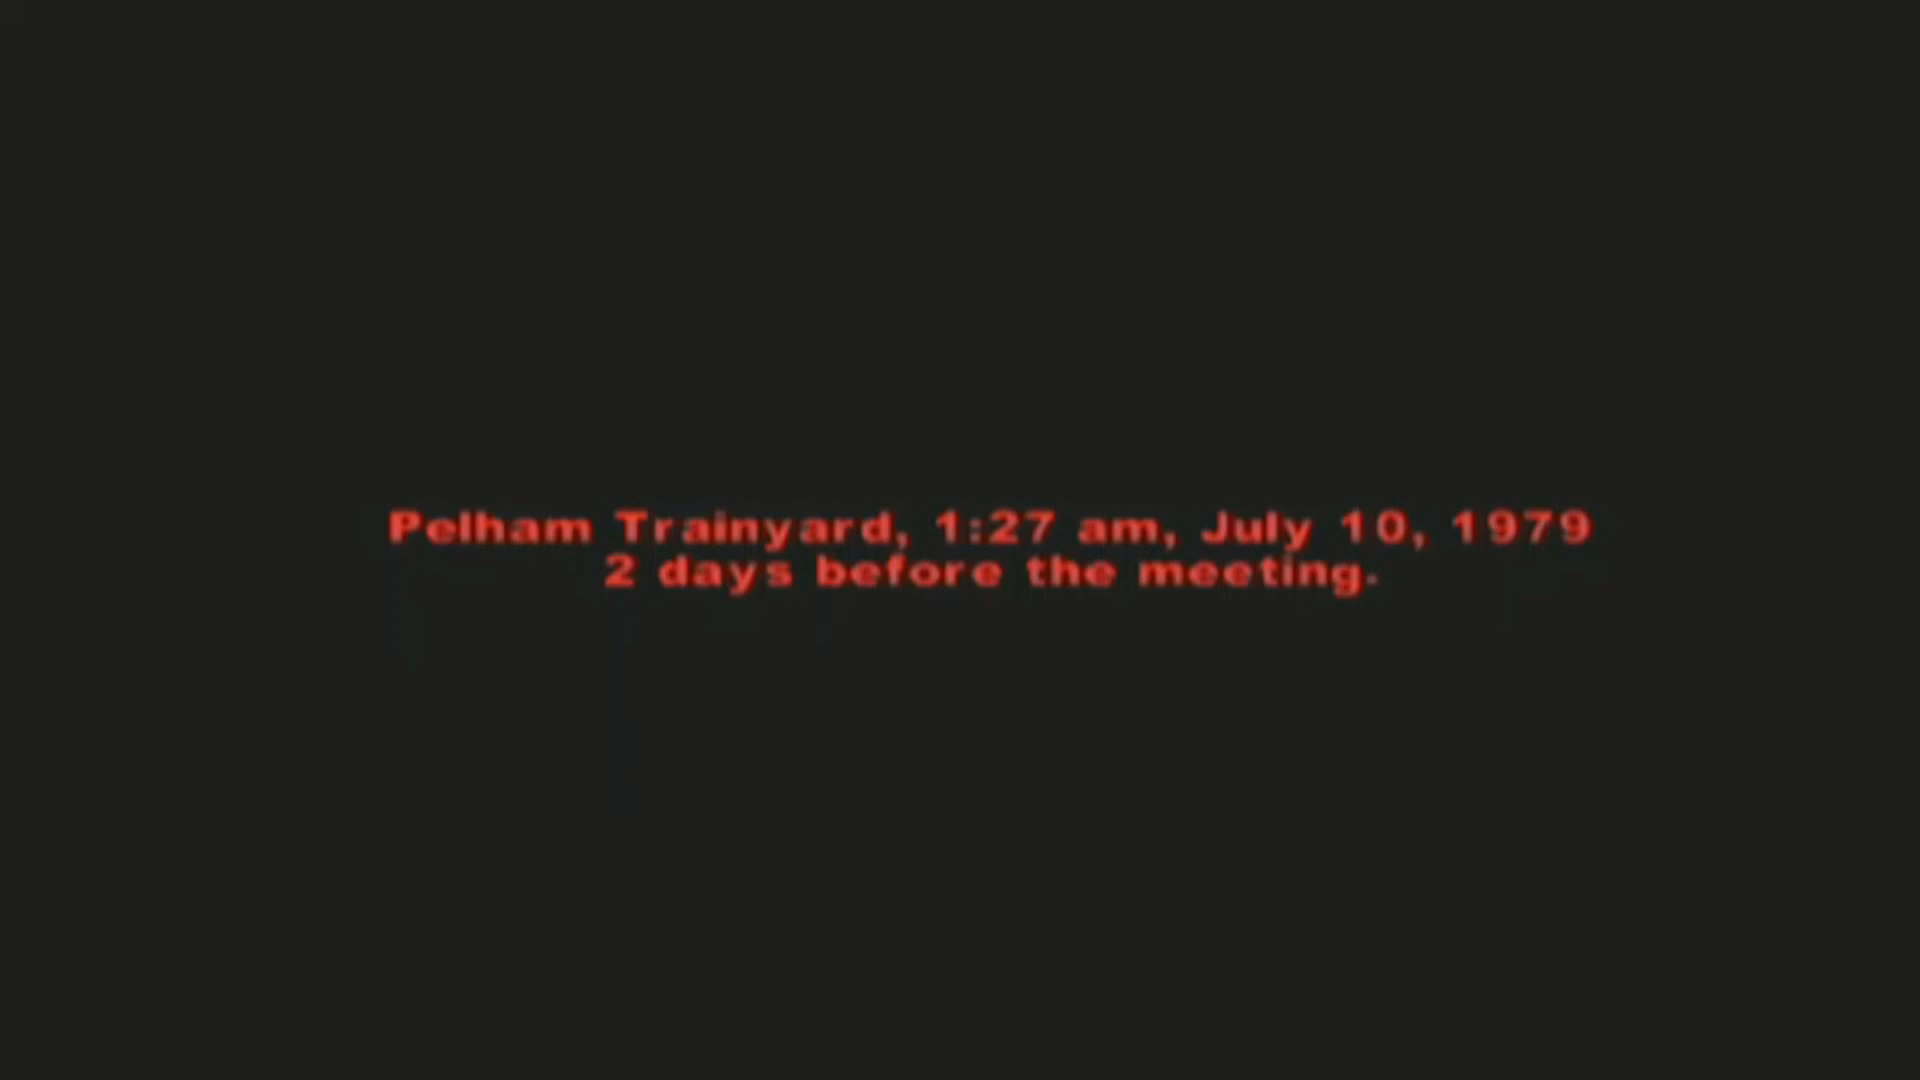 Pelham Trainyard, 1:27 am, July 10, 1979
2 days before the meeting.